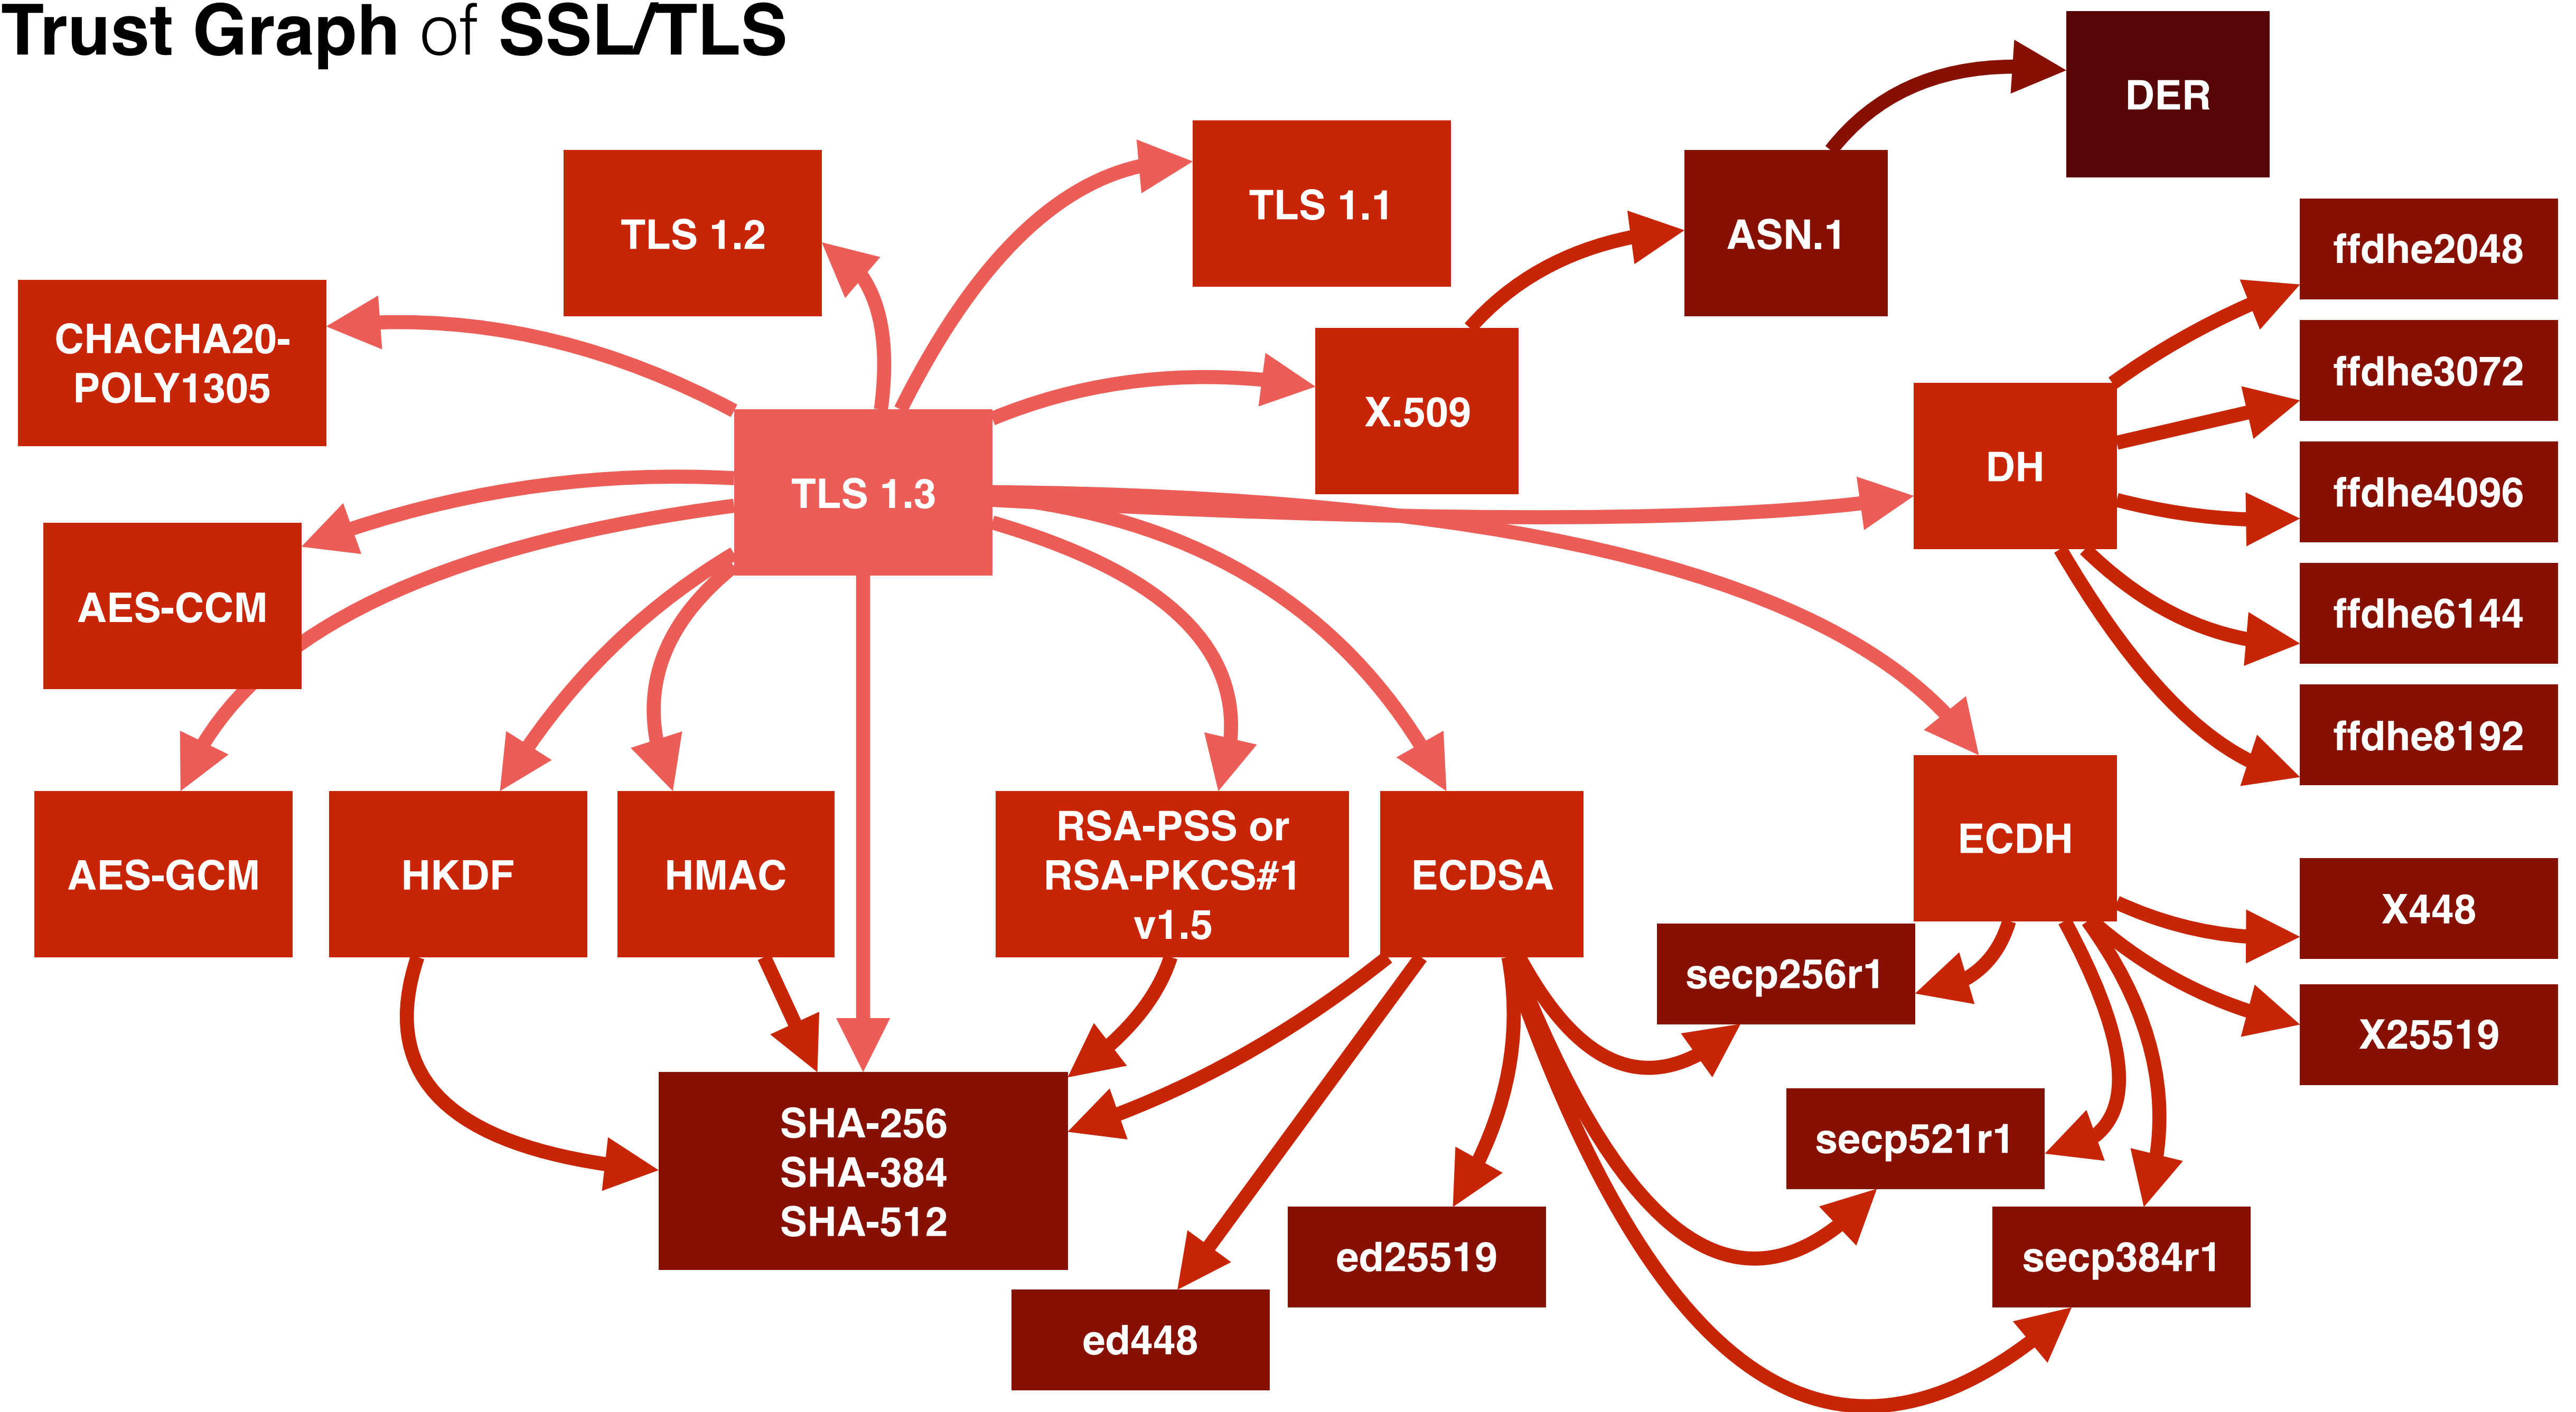 Trust Graph of SSL/TLS
DER
TLS 1.1
TLS 1.2
ASN.1
ffdhe2048
CHACHA20-
POLY1305
ffdhe3072
X.509
DH
TLS 1.3
ffdhe4096
AES-CCM
ffdhe6144
ffdhe8192
ECDH
AES-GCM
HKDF
HMAC
RSA-PSS or
RSA-PKCS#1
v1.5
ECDSA
X448
secp256r1
X25519
SHA-256
SHA-384
SHA-512
secp521r1
ed25519
secp384r1
ed448